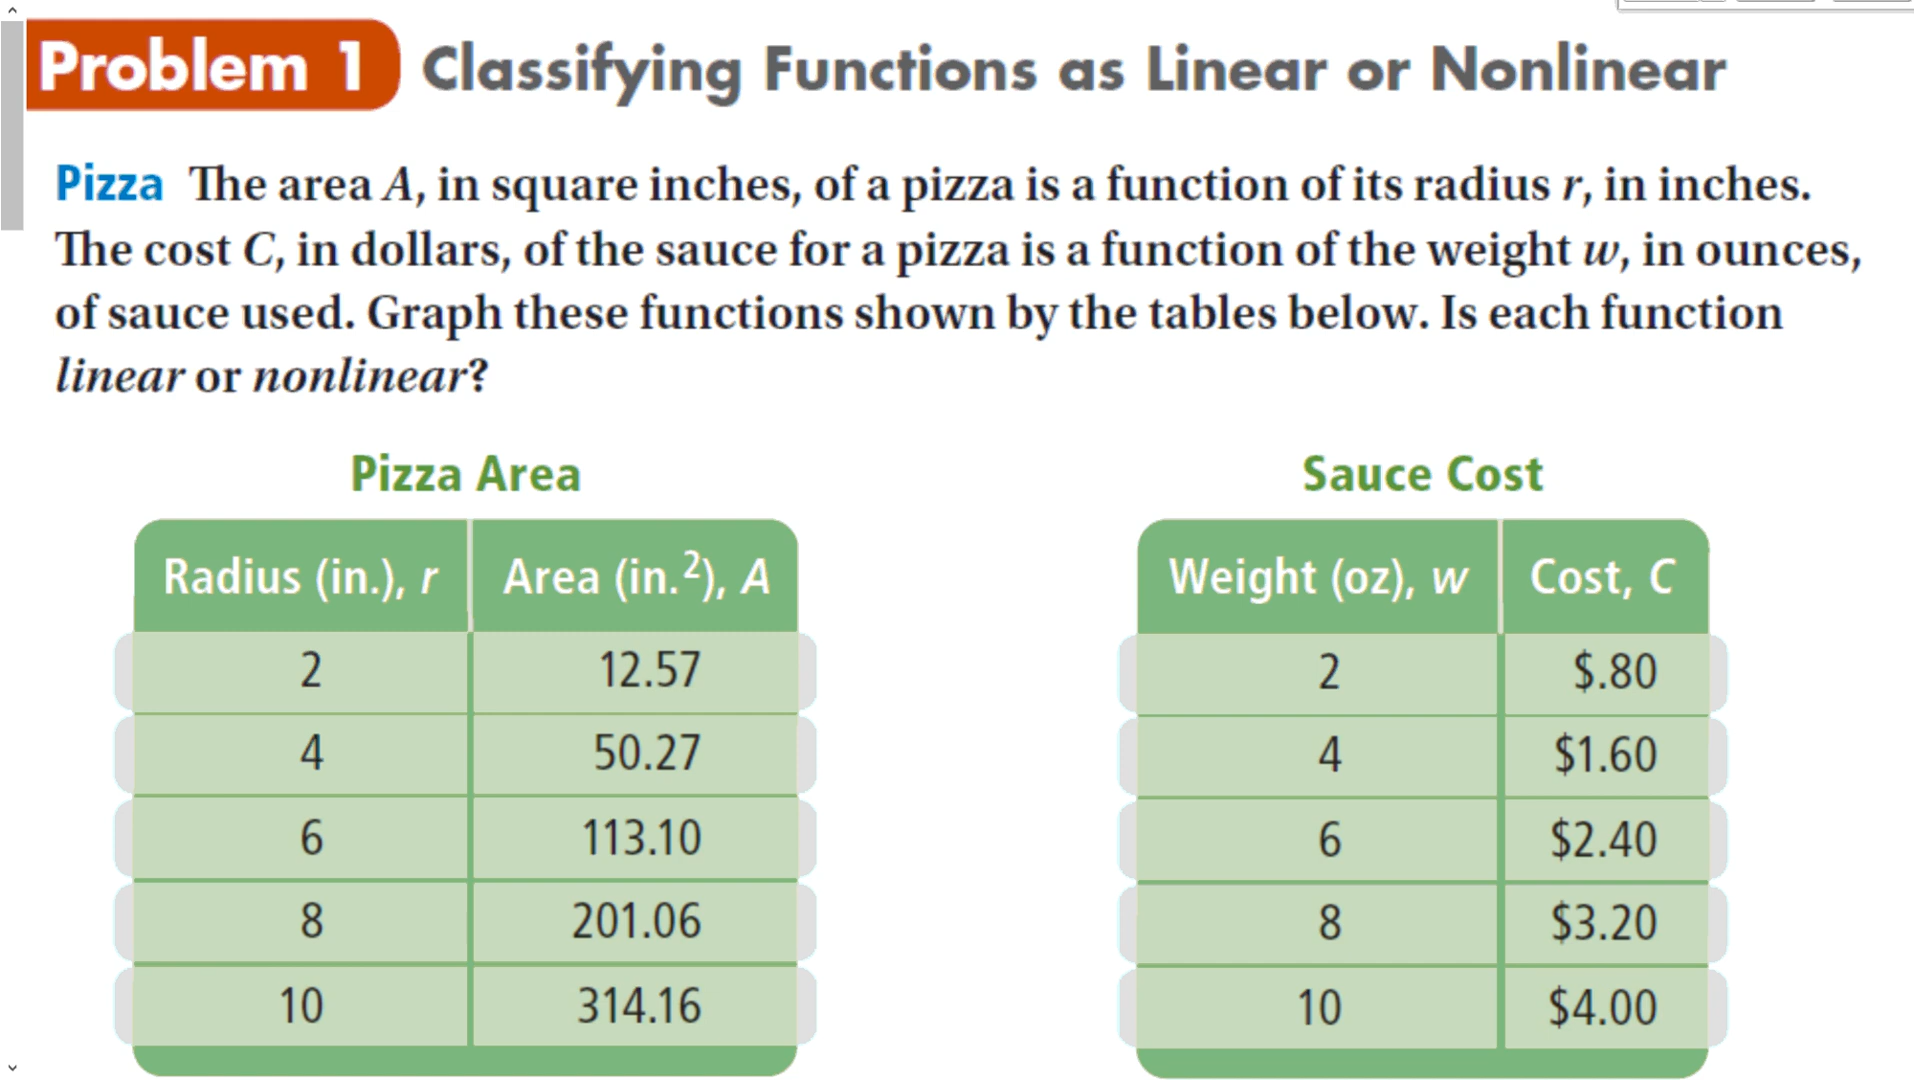 Problem 1 Classifying Functions as Linear or Nonlinear
Pizza The area A, in square inches, of a pizza is a function of its radius r, in inches.
The cost C, in dollars, of the sauce for a pizza is a function of the weight w, in ounces,
of sauce used. Graph these functions shown by the tables below. Is each function
linear or nonlinear?
Pizza Area
Radius (in.), r Area (in.²), A
2 12.57
4 50.27
6 113.10
8 201.06
10 314.16
Sauce Cost
Weight (oz), w Cost, C
2 $.80
4 $1.60
6 $2.40
8 $3.20
10 $4.00